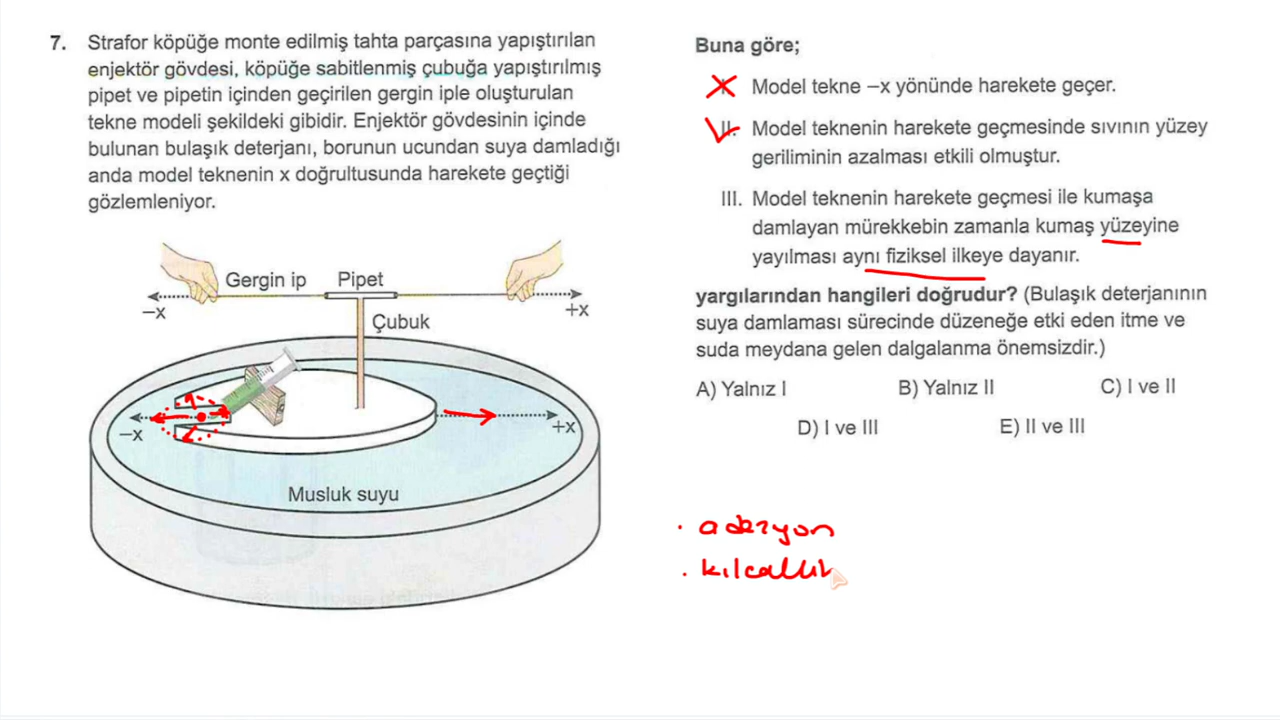 7. Strafor köpüğe monte edilmiş tahta parçasına yapıştırılan
enjektör gövdesi, köpüğe sabitlenmiş çubuğa yapıştırılmış
pipet ve pipetin içinden geçirilen gergin iple oluşturulan
tekne modeli şekildeki gibidir. Enjektör gövdesinin içinde
bulunan bulaşık deterjanı, borunun ucundan suya damladığı
anda model teknenin x doğrultusunda harekete geçtiği
gözlemleniyor.
Gergin ip
Pipet
–x
+x
Çubuk
–x
+x
Musluk suyu
Buna göre;
Model tekne –x yönünde harekete geçer.
II. Model teknenin harekete geçmesinde sıvının yüzey
geriliminin azalması etkili olmuştur.
III. Model teknenin harekete geçmesi ile kumaşa
damlayan mürekkebin zamanla kumaş yüzeyine
yayılması aynı fiziksel ilkeye dayanır.
yargılarından hangileri doğrudur? (Bulaşık deterjanının
suya damlaması sürecinde düzeneğe etki eden itme ve
suda meydana gelen dalgalanma önemsizdir.)
A) Yalnız I B) Yalnız II C) I ve II
D) I ve III E) II ve III
· adezyon
· kılcallık